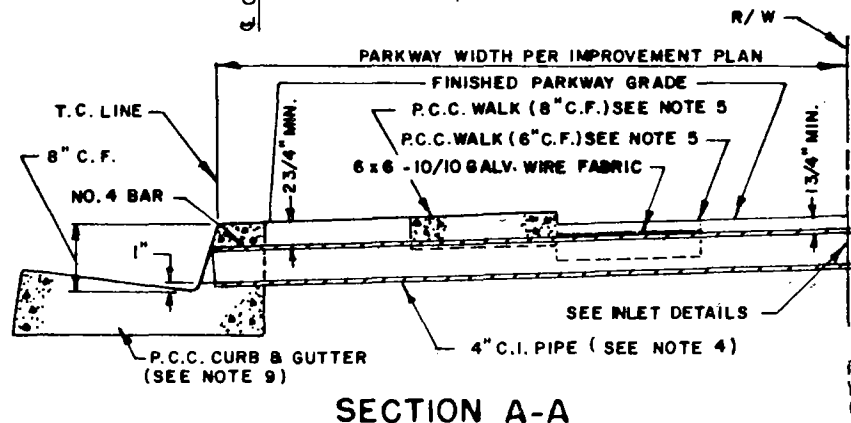 R/W
PARKWAY WIDTH PER IMPROVEMENT PLAN
FINISHED PARKWAY GRADE
T.C. LINE
P.C.C. WALK (8"C.F.) SEE NOTE 5
8" C.F.
2 3/4" MIN.
P.C.C. WALK (6"C.F.) SEE NOTE 5
1 3/4" MIN.
6 x 6 - 10/10 GALV. WIRE FABRIC
NO. 4 BAR
1"
SEE INLET DETAILS
P.C.C. CURB & GUTTER
(SEE NOTE 9)
4" C.I. PIPE (SEE NOTE 4)
SECTION A-A